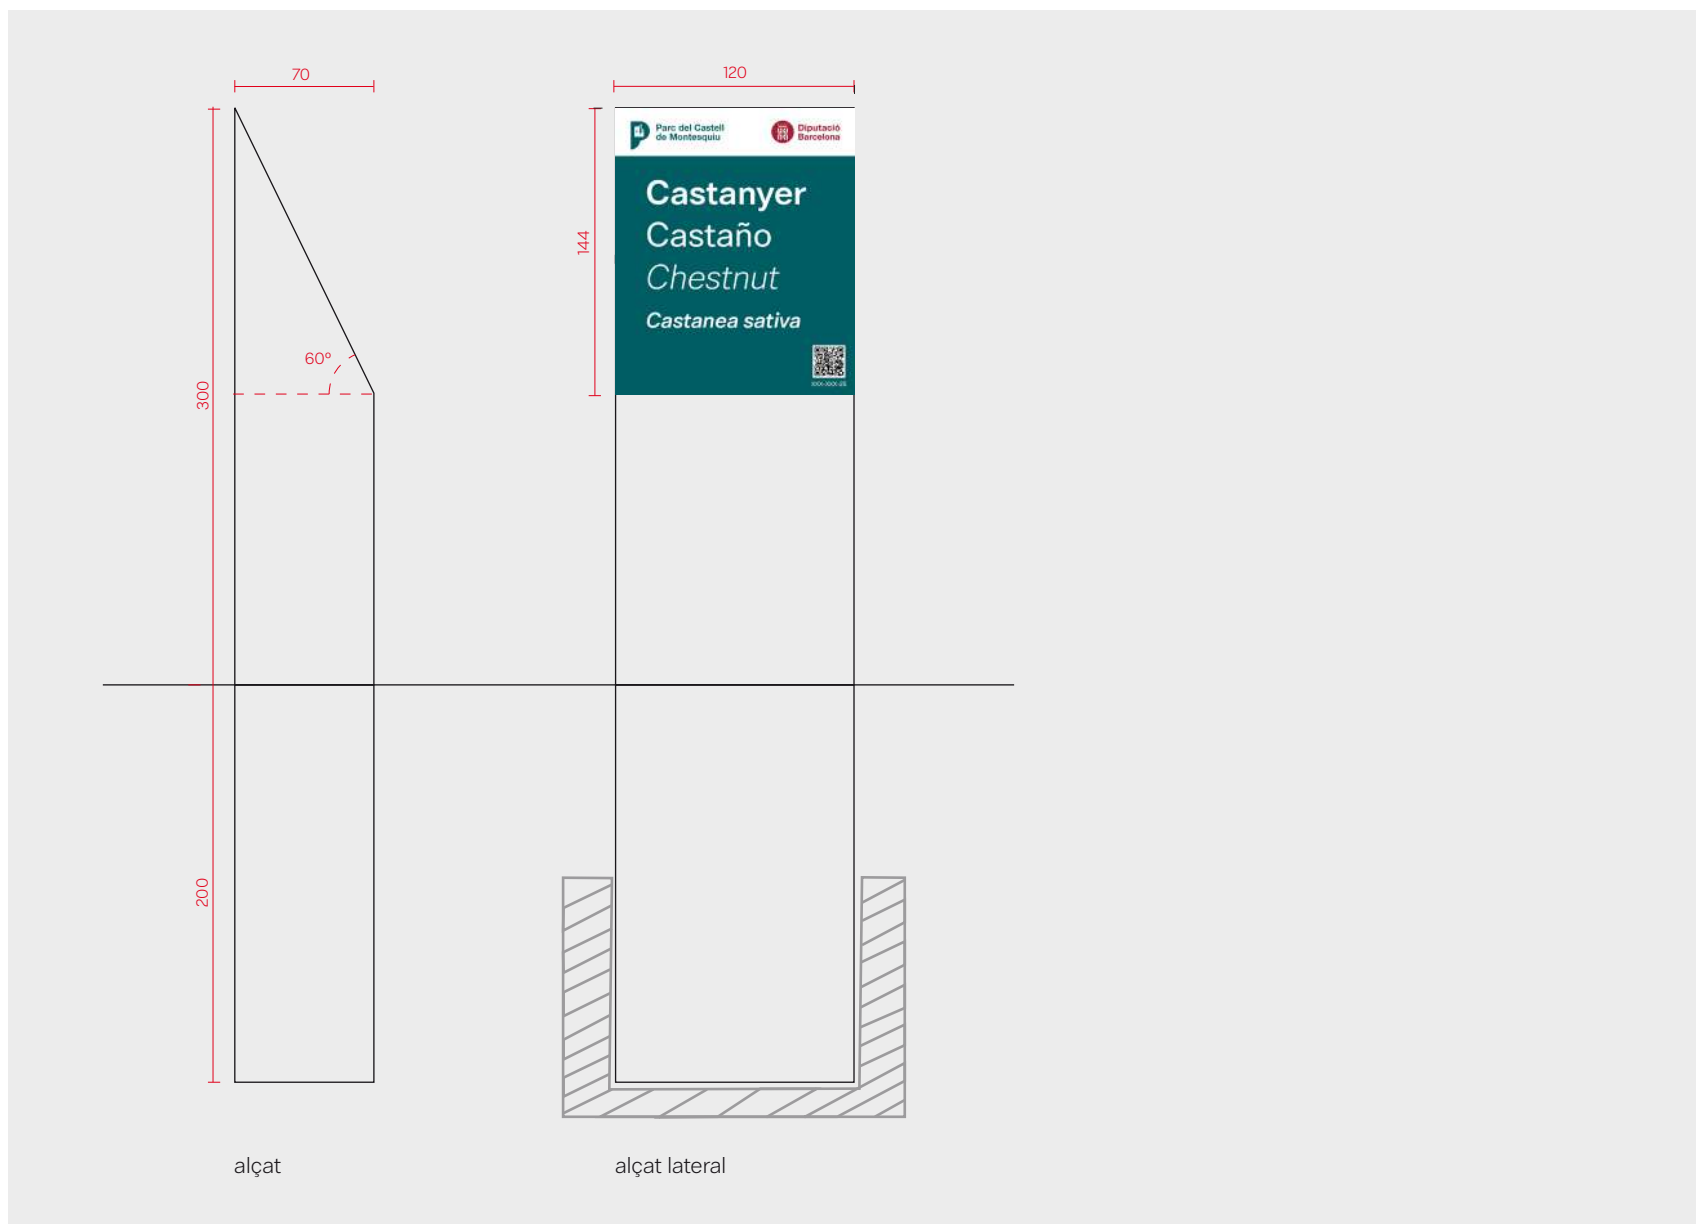 70
120
Parc del Castell
de Montesquiu
Diputació
Barcelona
Castanyer
Castaño
Chestnut
Castanea sativa
144
60º
300
200
alçat
alçat lateral